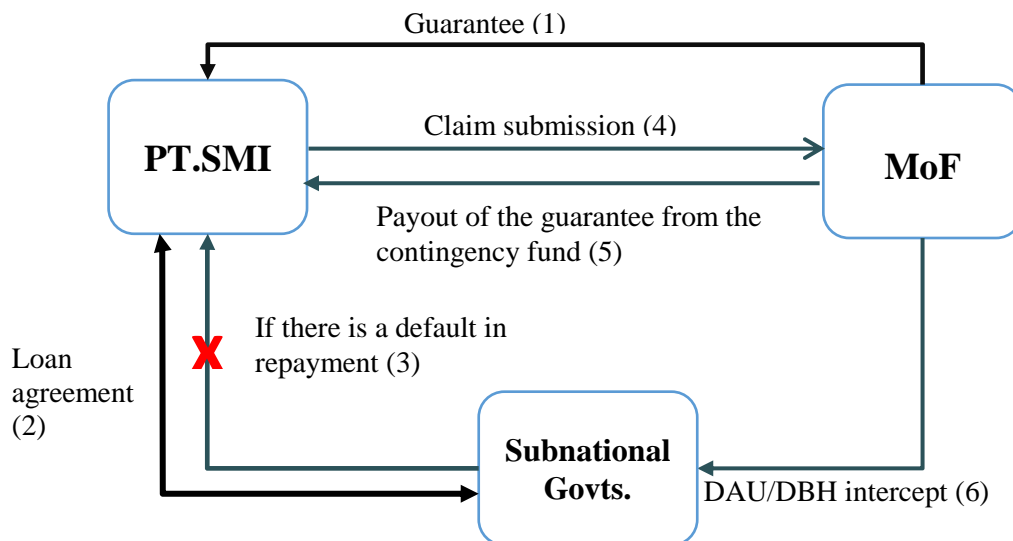 Guarantee (1)
PT.SMI
Claim submission (4)
MoF
Payout of the guarantee from the
contingency fund (5)
If there is a default in
repayment (3)
X
Loan
agreement
(2)
Subnational
Govts.
DAU/DBH intercept (6)